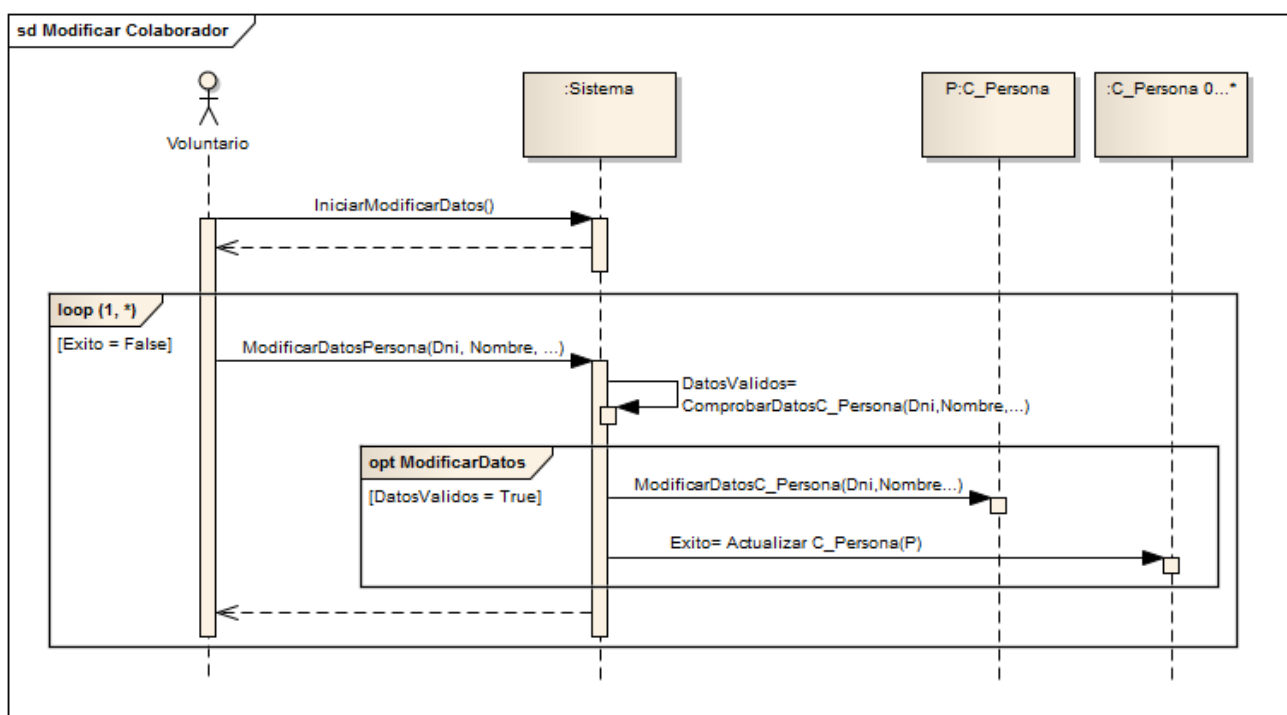 sd Modificar Colaborador
Voluntario
:Sistema
P:C_Persona
:C_Persona 0...*
IniciarModificarDatos()
loop (1, *)
[Exito = False]
ModificarDatosPersona(Dni, Nombre, ...)
DatosValidos=
ComprobarDatosC_Persona(Dni,Nombre,...)
opt ModificarDatos
[DatosValidos = True]
ModificarDatosC_Persona(Dni,Nombre...)
Exito= Actualizar C_Persona(P)